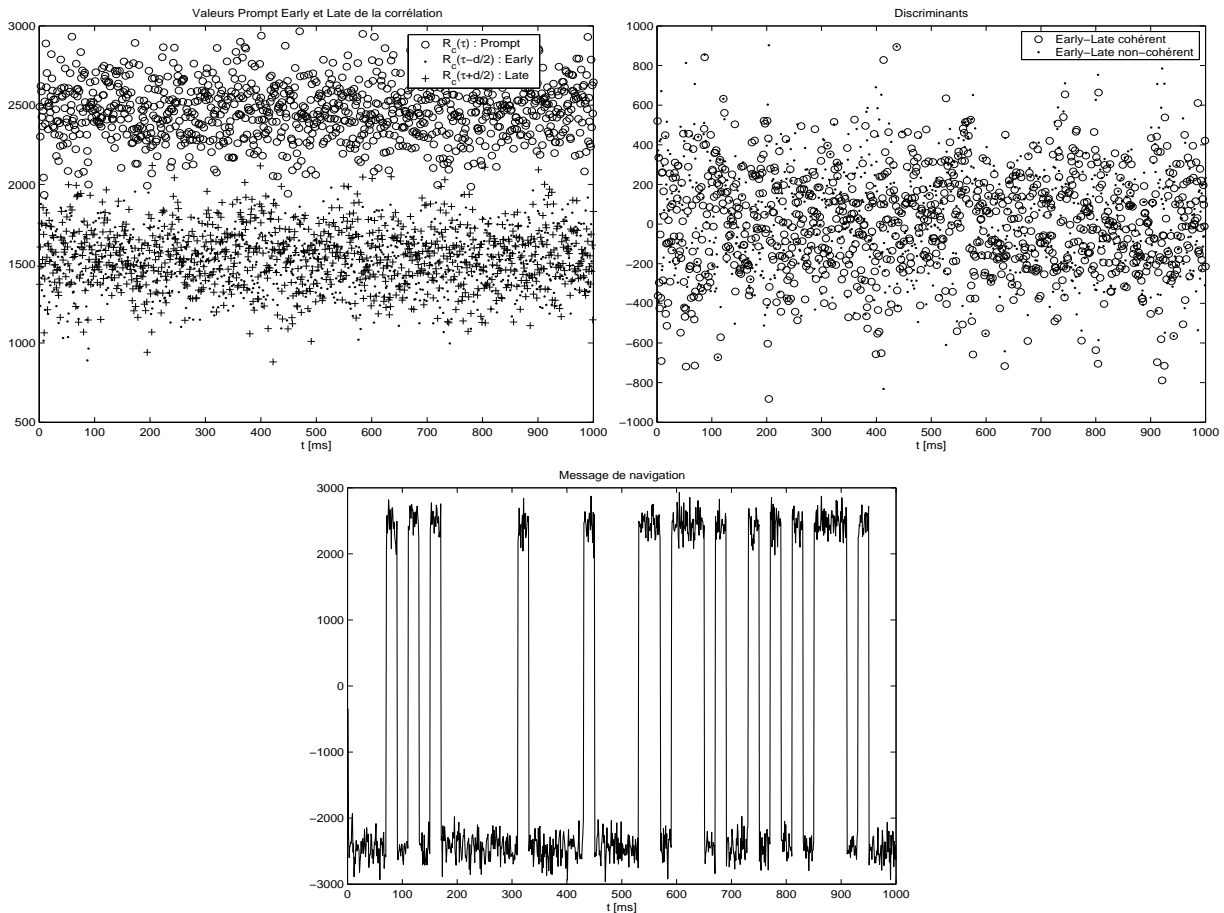 Valeurs Prompt Early et Late de la corrélation
3000
2500
2000
1500
1000
500
R_c(τ) : Prompt
R_c(τ−d/2) : Early
R_c(τ+d/2) : Late
0 100 200 300 400 500 600 700 800 900 1000
t [ms]
Discriminants
1000
800
600
400
200
0
−200
−400
−600
−800
−1000
Early−Late cohérent
Early−Late non−cohérent
0 100 200 300 400 500 600 700 800 900 1000
t [ms]
Message de navigation
3000
2000
1000
0
−1000
−2000
−3000
0 100 200 300 400 500 600 700 800 900 1000
t [ms]